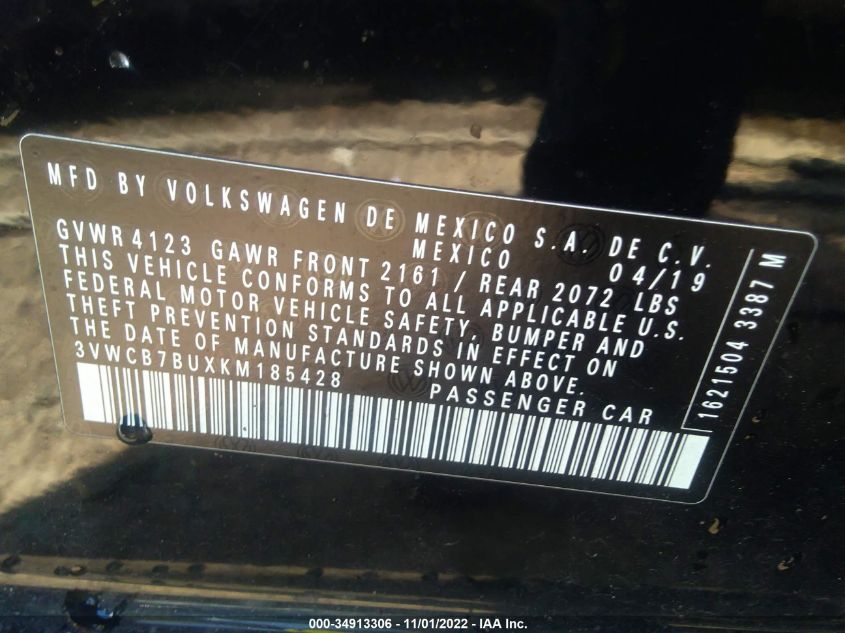 MFD BY VOLKSWAGEN DE MEXICO S.A. DE C.V.
MEXICO 04/19
GVWR 4123 GAWR FRONT 2161 / REAR 2072 LBS
THIS VEHICLE CONFORMS TO ALL APPLICABLE U.S.
FEDERAL MOTOR VEHICLE SAFETY, BUMPER AND
THEFT PREVENTION STANDARDS IN EFFECT ON
THE DATE OF MANUFACTURE SHOWN ABOVE.
3VWCB7BUXKM185428 PASSENGER CAR
1621504 3387 M
000-34913306 - 11/01/2022 - IAA Inc.